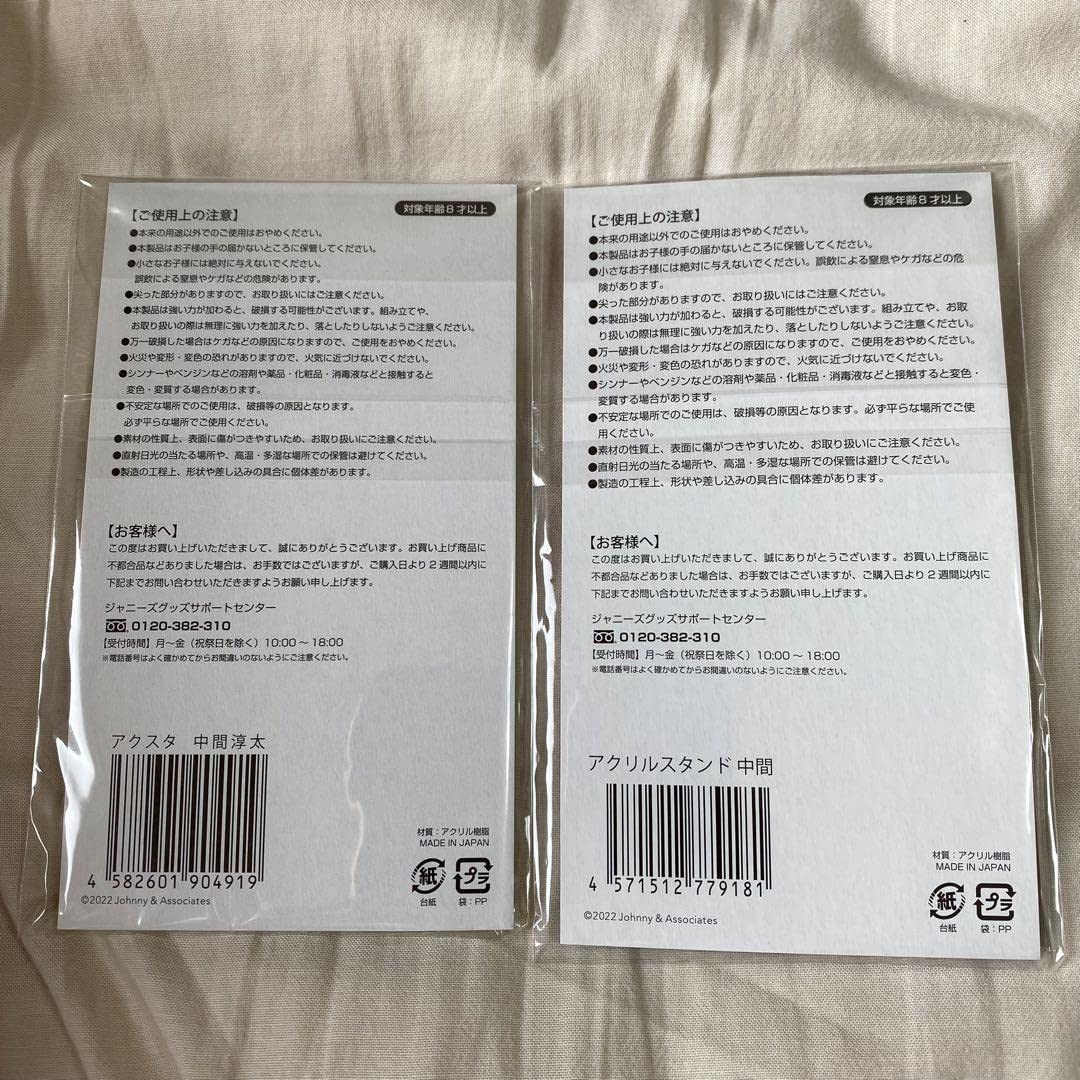 【ご使用上の注意】
対象年齢8才以上
●本来の用途以外でのご使用はおやめください。
●本製品はお子様の手の届かないところに保管してください。
●小さなお子様には絶対に与えないでください。
誤飲による窒息やケガなどの危険があります。
●尖った部分がありますので、お取り扱いにはご注意ください。
●本製品は強い力が加わると、破損する可能性がございます。組み立てや、
お取り扱いの際は無理に強い力を加えたり、落としたりしないようご注意ください。
●万一破損した場合はケガなどの原因になりますので、ご使用をおやめください。
●火災や変形・変色の恐れがありますので、火気に近づけないでください。
●シンナーやベンジンなどの溶剤や薬品・化粧品・消毒液などと接触すると
変色・変質する場合があります。
●不安定な場所でのご使用は、破損等の原因となります。
必ず平らな場所でご使用ください。
●素材の性質上、表面に傷がつきやすいため、お取り扱いにご注意ください。
●直射日光の当たる場所や、高温・多湿な場所での保管は避けてください。
●製造の工程上、形状や差し込みの具合に個体差があります。
【お客様へ】
この度はお買い上げいただきまして、誠にありがとうございます。お買い上げ商品に
不都合品などありました場合は、お手数ではございますが、ご購入日より2週間以内に
下記までお問い合わせいただきますようお願い申し上げます。
ジャニーズグッズサポートセンター
0120-382-310
【受付時間】月〜金（祝祭日を除く）10:00〜18:00
※電話番号はよく確かめてからお間違いのないようにご注意ください。
アクスタ 中間淳太
4 582601 904919
©2022 Johnny & Associates
材質：アクリル樹脂
MADE IN JAPAN
紙 プラ
台紙 袋：PP
【ご使用上の注意】
対象年齢8才以上
●本来の用途以外でのご使用はおやめください。
●本製品はお子様の手の届かないところに保管してください。
●小さなお子様には絶対に与えないでください。誤飲による窒息やケガなどの危
険があります。
●尖った部分がありますので、お取り扱いにはご注意ください。
●本製品は強い力が加わると、破損する可能性がございます。組み立てや、お取
り扱いの際は無理に強い力を加えたり、落としたりしないようご注意ください。
●万一破損した場合はケガなどの原因になりますので、ご使用をおやめください。
●火災や変形・変色の恐れがありますので、火気に近づけないでください。
●シンナーやベンジンなどの溶剤や薬品・化粧品・消毒液などと接触すると変色・
変質する場合があります。
●不安定な場所でのご使用は、破損等の原因となります。必ず平らな場所でご使
用ください。
●素材の性質上、表面に傷がつきやすいため、お取り扱いにご注意ください。
●直射日光の当たる場所や、高温・多湿な場所での保管は避けてください。
●製造の工程上、形状や差し込みの具合に個体差があります。
【お客様へ】
この度はお買い上げいただきまして、誠にありがとうございます。お買い上げ商品に
不都合品などありました場合は、お手数ではございますが、ご購入日より2週間以内に
下記までお問い合わせいただきますようお願い申し上げます。
ジャニーズグッズサポートセンター
0120-382-310
【受付時間】月〜金（祝祭日を除く）10:00〜18:00
※電話番号はよく確かめてからお間違いのないようにご注意ください。
アクリルスタンド 中間
4 571512 779181
©2022 Johnny & Associates
材質：アクリル樹脂
MADE IN JAPAN
紙 プラ
台紙 袋：PP